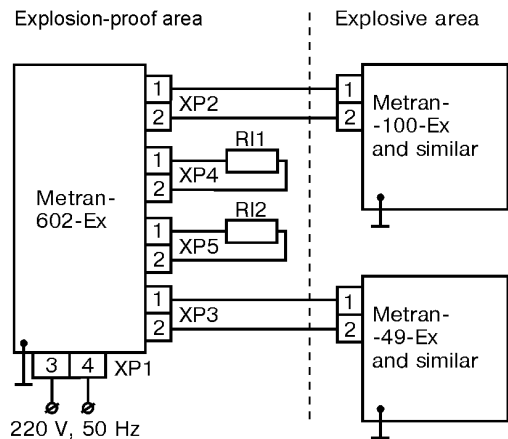 Explosion-proof area
Explosive area
1
2
XP2
1
2
Metran-
-100-Ex
and similar
Metran-
602-Ex
1
2
XP4
RI1
1
2
XP5
RI2
1
2
XP3
1
2
Metran-
-49-Ex
and similar
3
4
XP1
220 V, 50 Hz